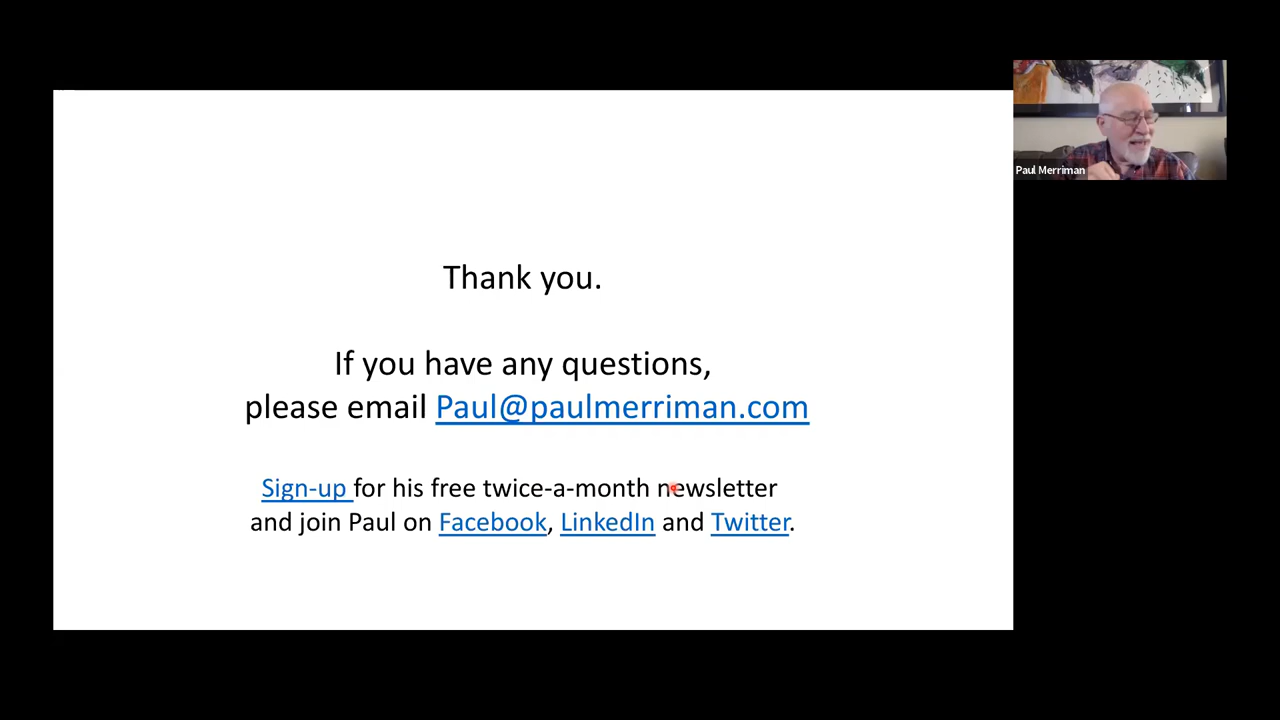 Thank you.
If you have any questions,
please email Paul@paulmerriman.com
Sign-up for his free twice-a-month newsletter
and join Paul on Facebook, LinkedIn and Twitter.
Paul Merriman